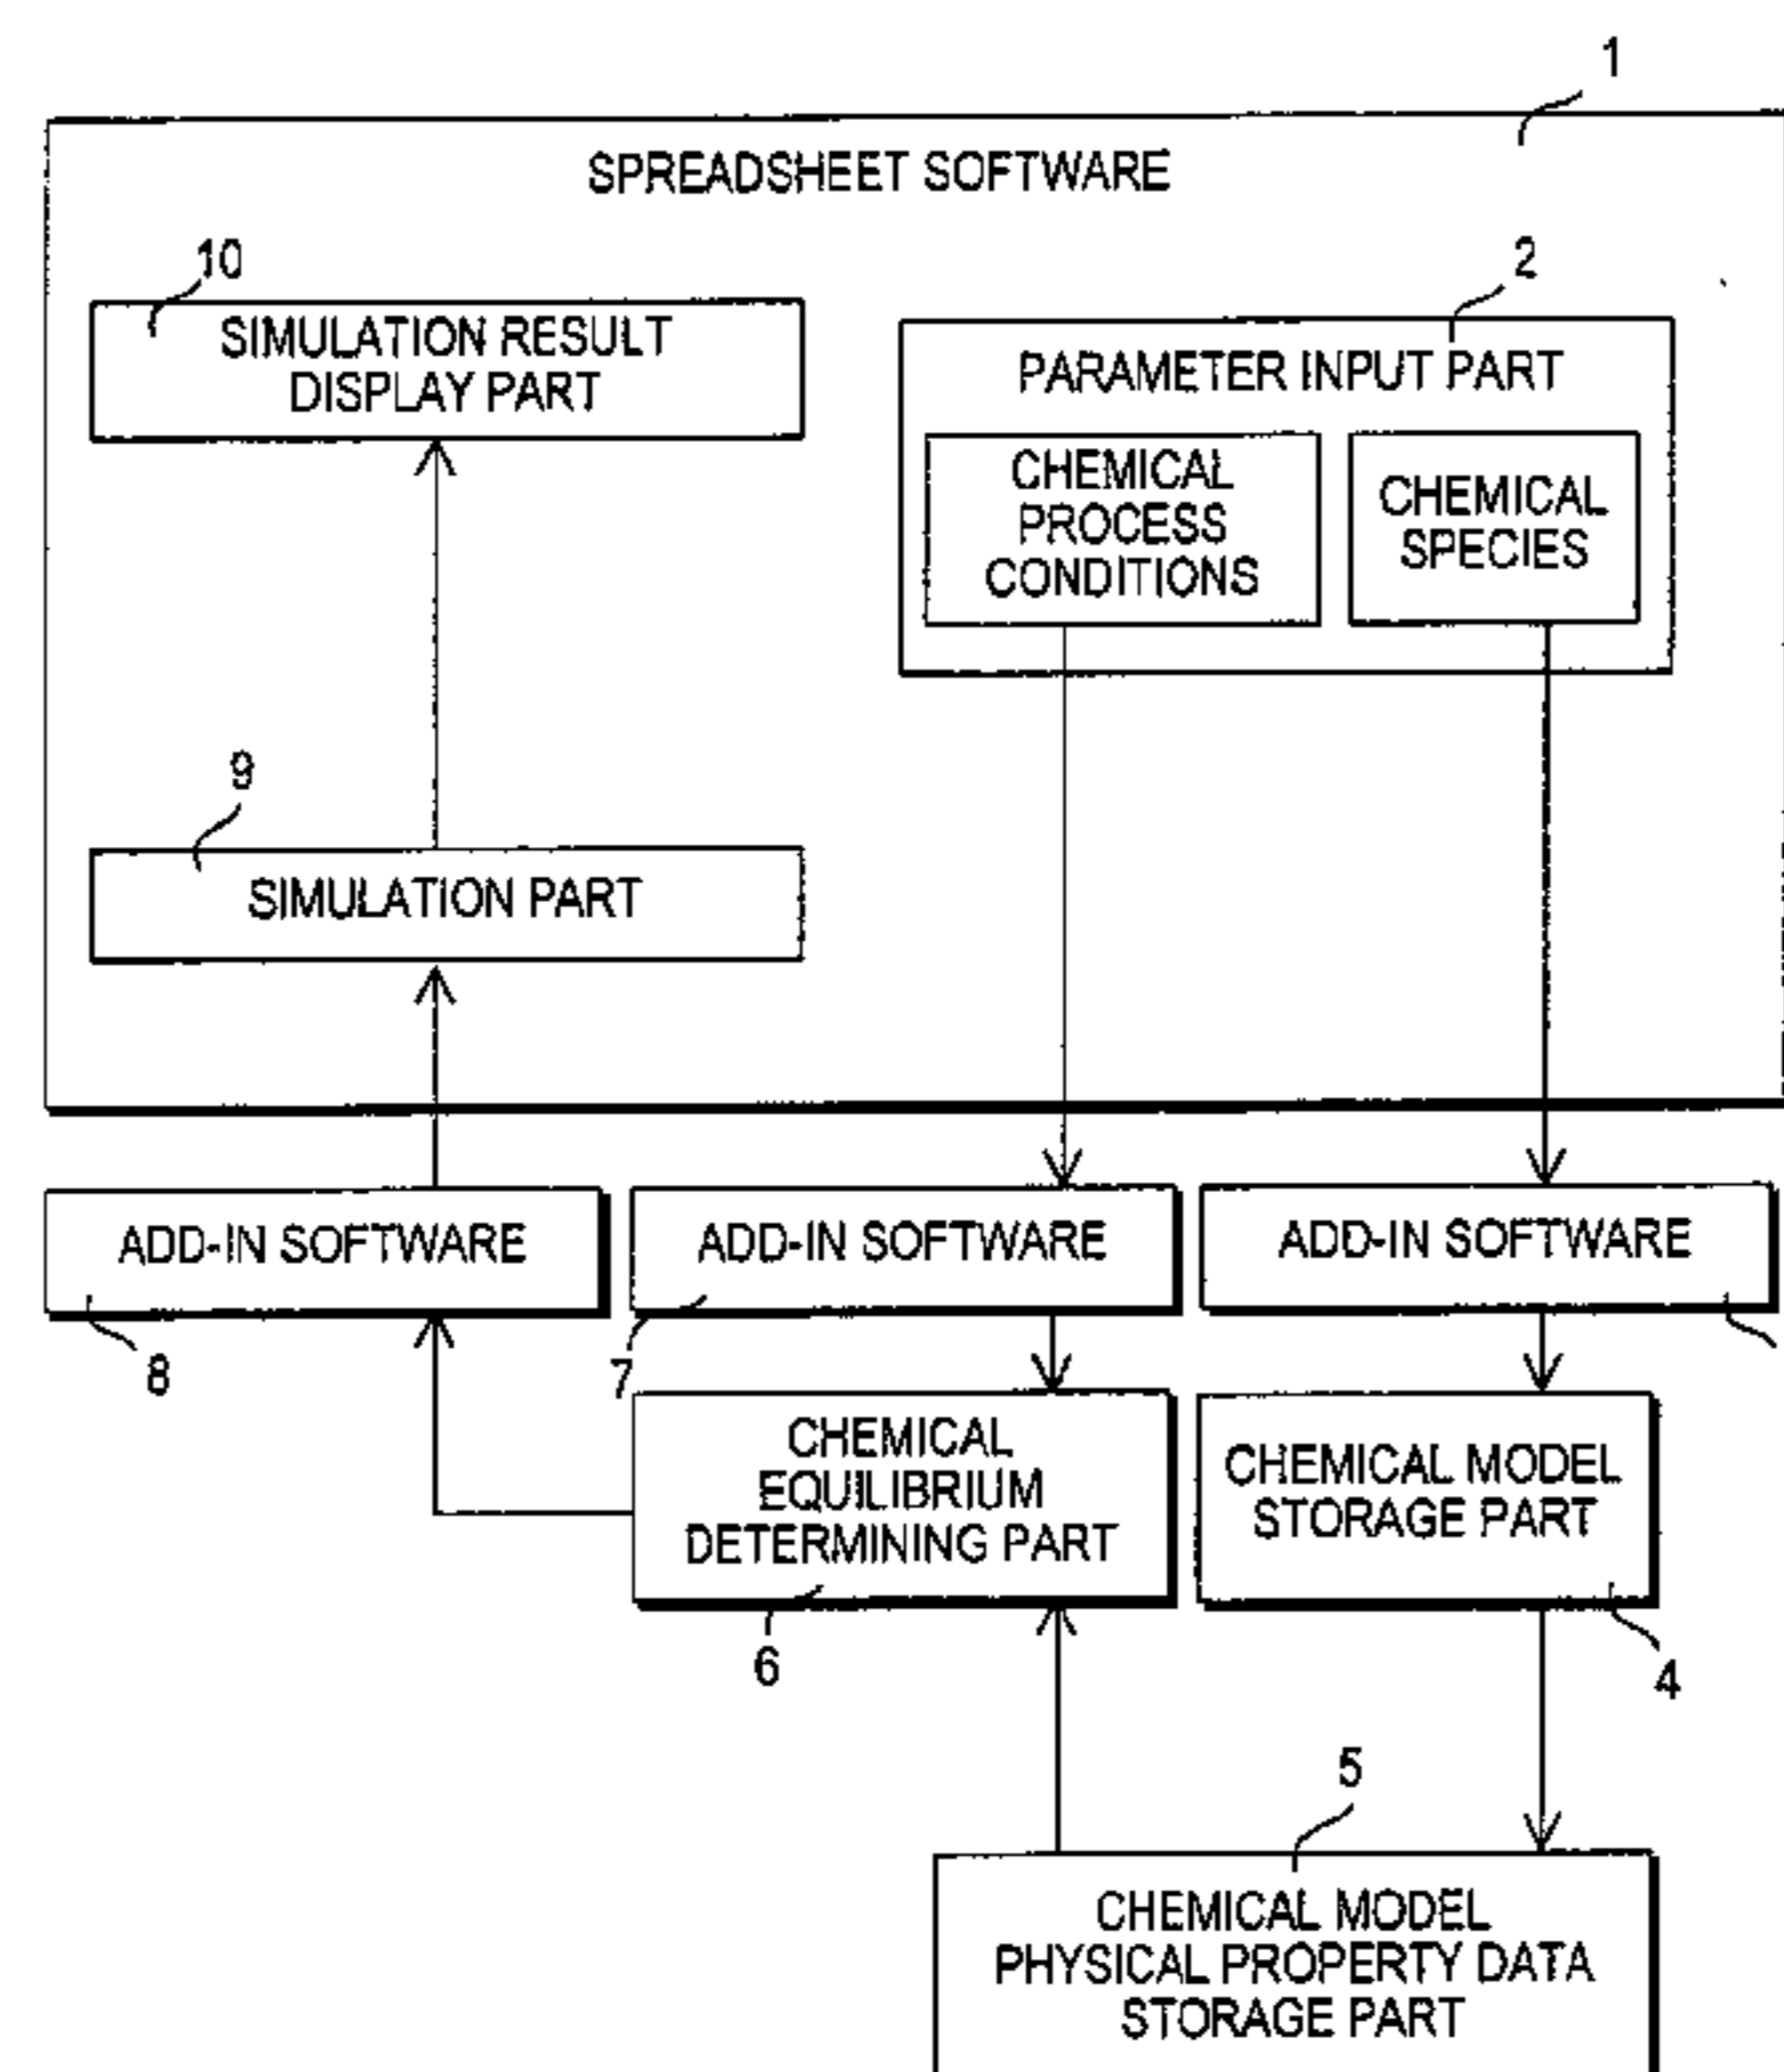 1
SPREADSHEET SOFTWARE
10
SIMULATION RESULT
DISPLAY PART
2
PARAMETER INPUT PART
CHEMICAL
PROCESS
CONDITIONS
CHEMICAL
SPECIES
9
SIMULATION PART
ADD-IN SOFTWARE
8
ADD-IN SOFTWARE
7
ADD-IN SOFTWARE
CHEMICAL
EQUILIBRIUM
DETERMINING PART
6
CHEMICAL MODEL
STORAGE PART
4
5
CHEMICAL MODEL
PHYSICAL PROPERTY DATA
STORAGE PART